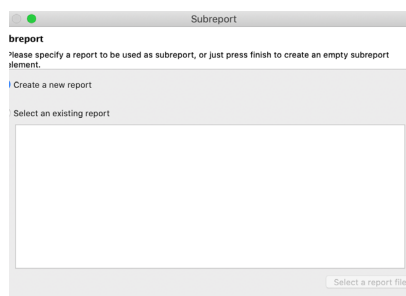 Subreport
breport
Please specify a report to be used as subreport, or just press finish to create an empty subreport
element.
Create a new report
Select an existing report
Select a report file